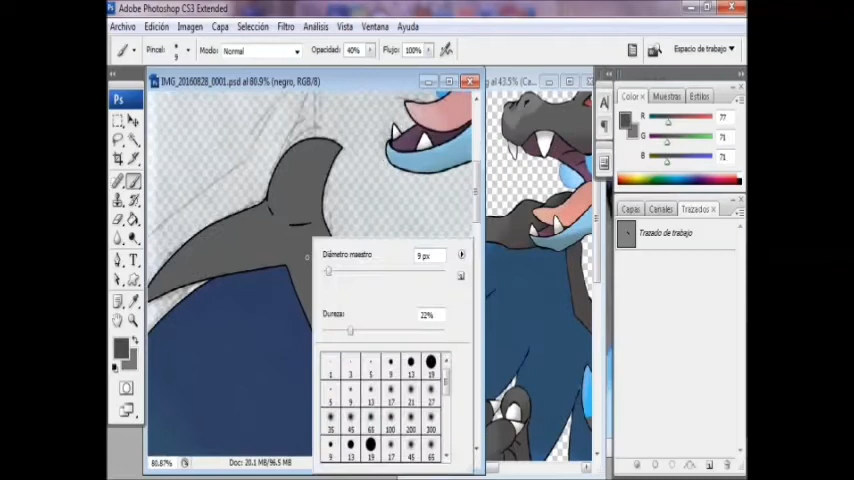 Adobe Photoshop CS3 Extended
Archivo Edición Imagen Capa Selección Filtro Análisis Vista Ventana Ayuda
Pincel: 9 Modo: Normal Opacidad: 40% Flujo: 100% Espacio de trabajo
IMG_20160828_0001.psd al 80.9% (negro, RGB/8)
al 43.5% (Ca...
Ps
Color Muestras Estilos
R 77
G 71
B 71
Capas Canales Trazados
Trazado de trabajo
Diámetro maestro 9 px
Dureza: 22%
1 3 5 9 13 19
5 9 13 17 21 27
35 45 65 100 200 300
9 13 19 17 45 65
80.87% Doc: 20.1 MB/96.5 MB